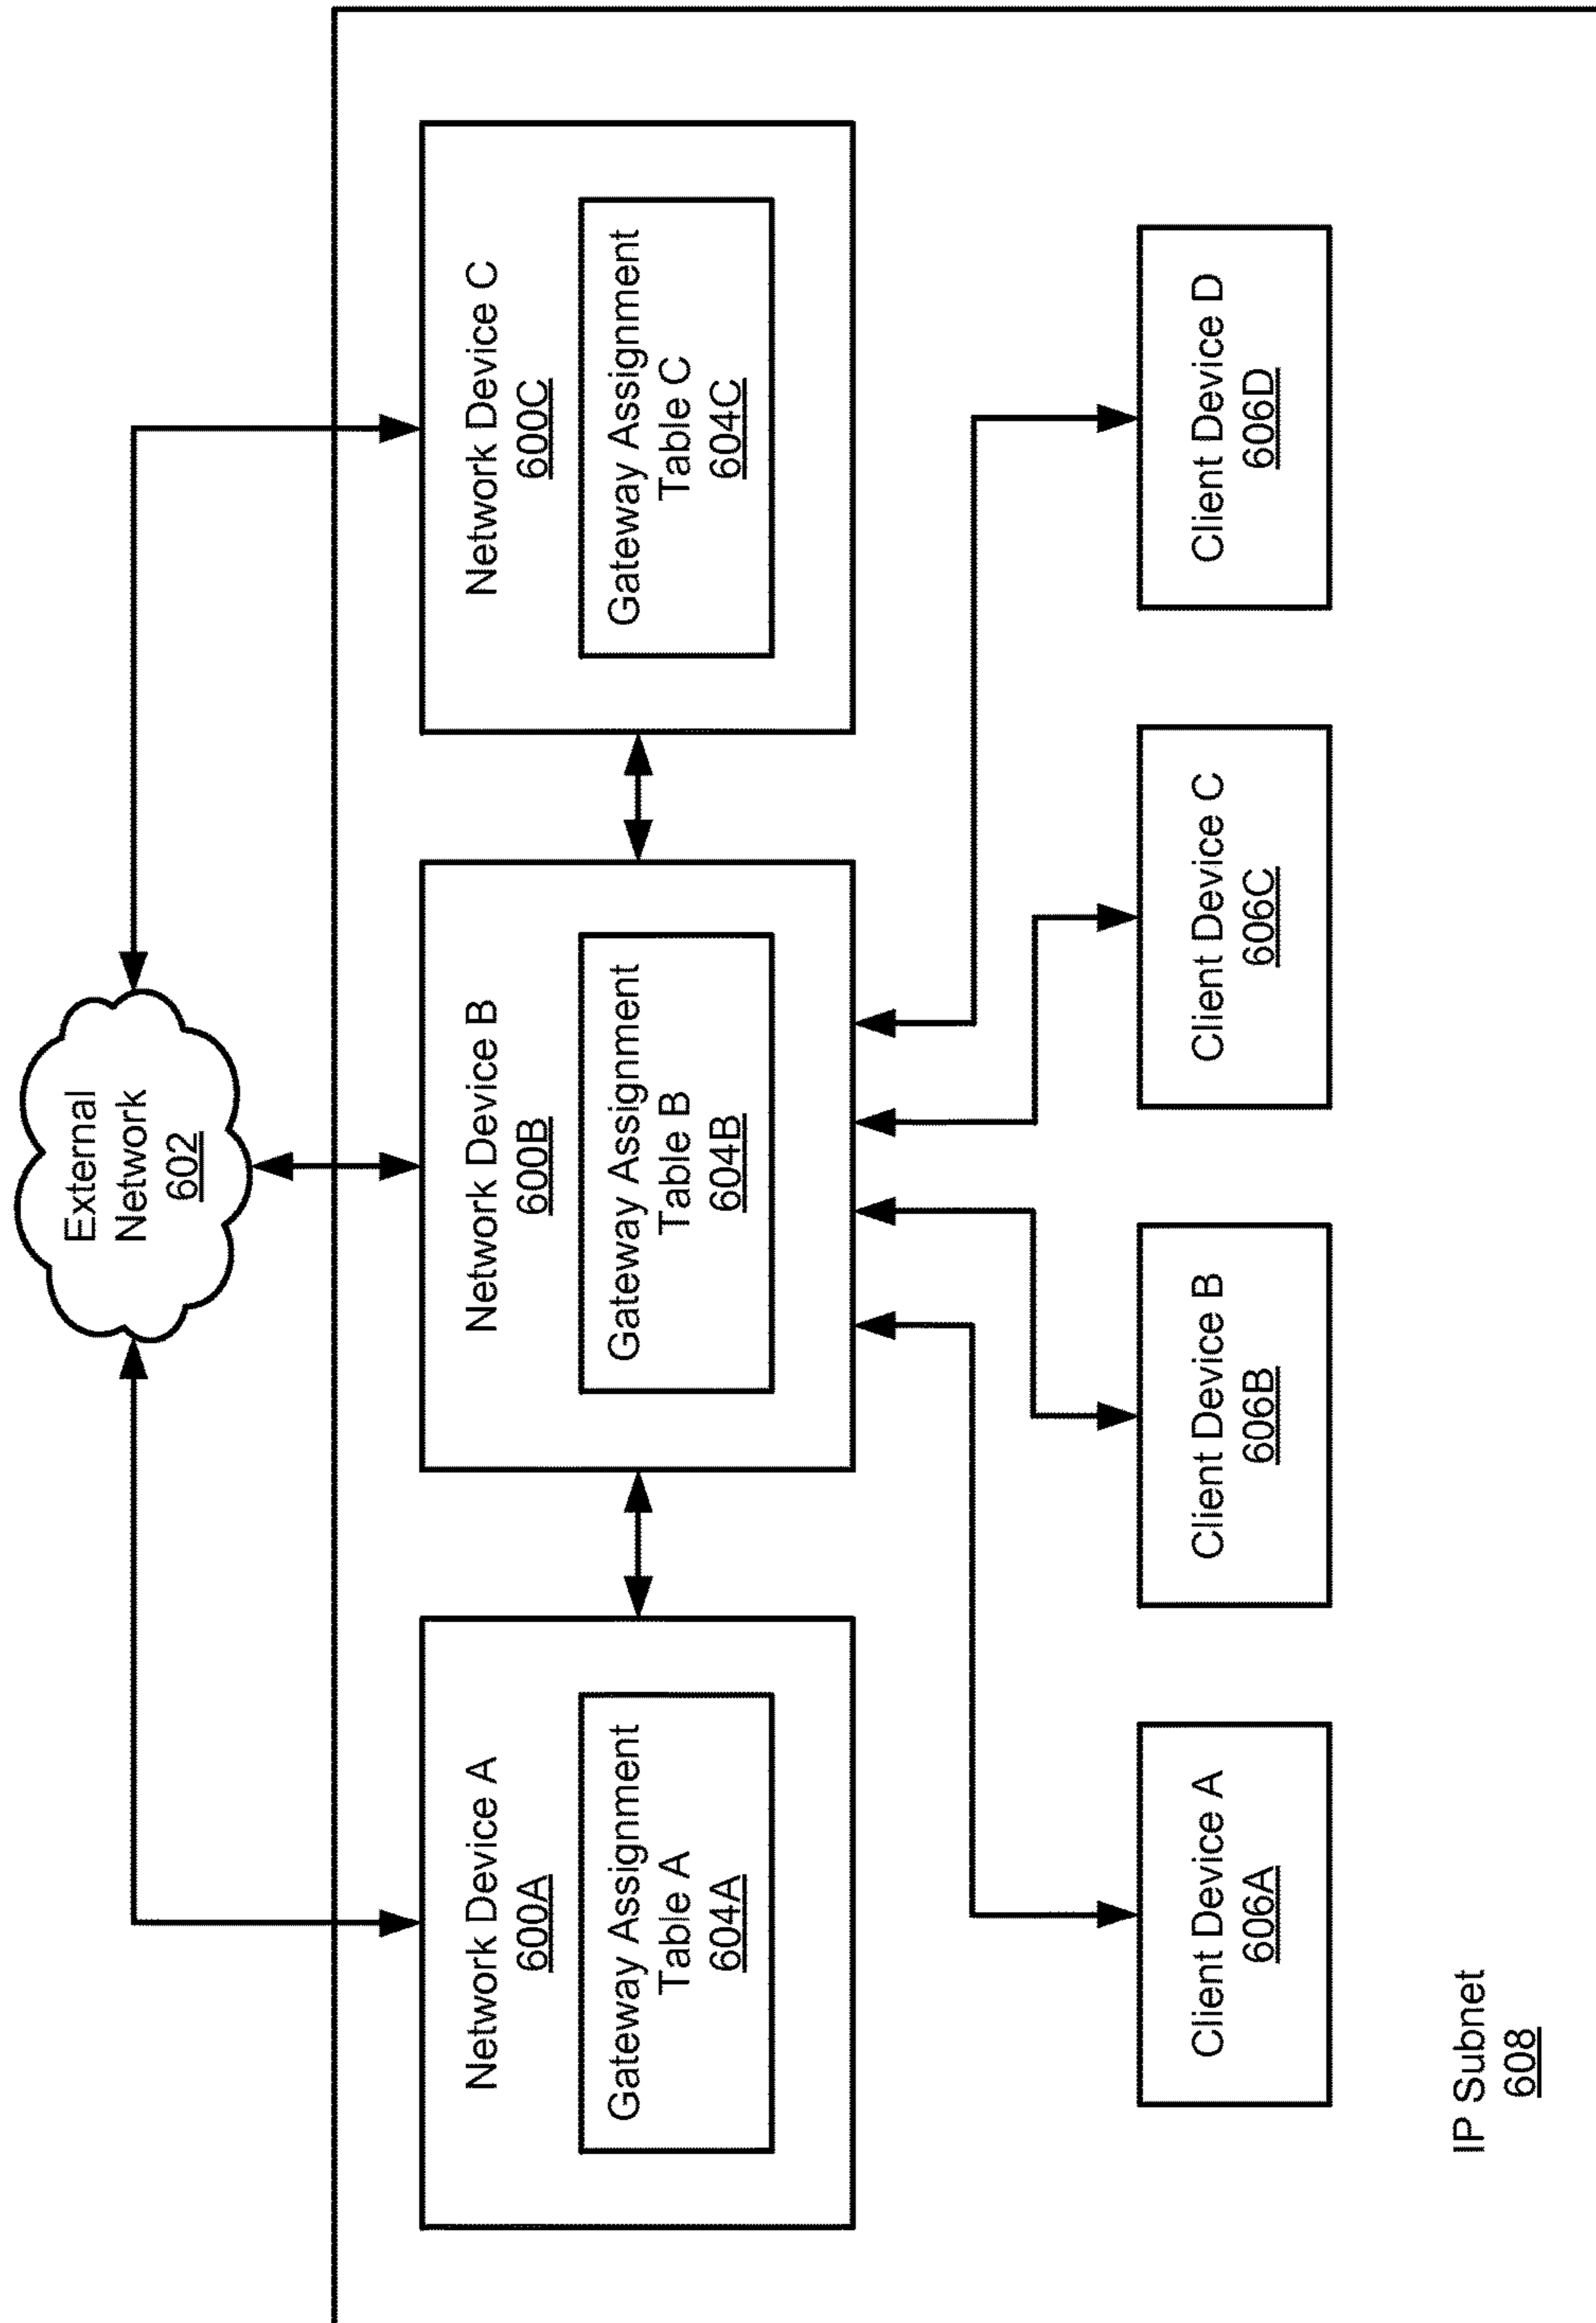 External
Network
602
Network Device A
600A
Gateway Assignment
Table A
604A
Network Device B
600B
Gateway Assignment
Table B
604B
Network Device C
600C
Gateway Assignment
Table C
604C
Client Device A
606A
Client Device B
606B
Client Device C
606C
Client Device D
606D
IP Subnet
608